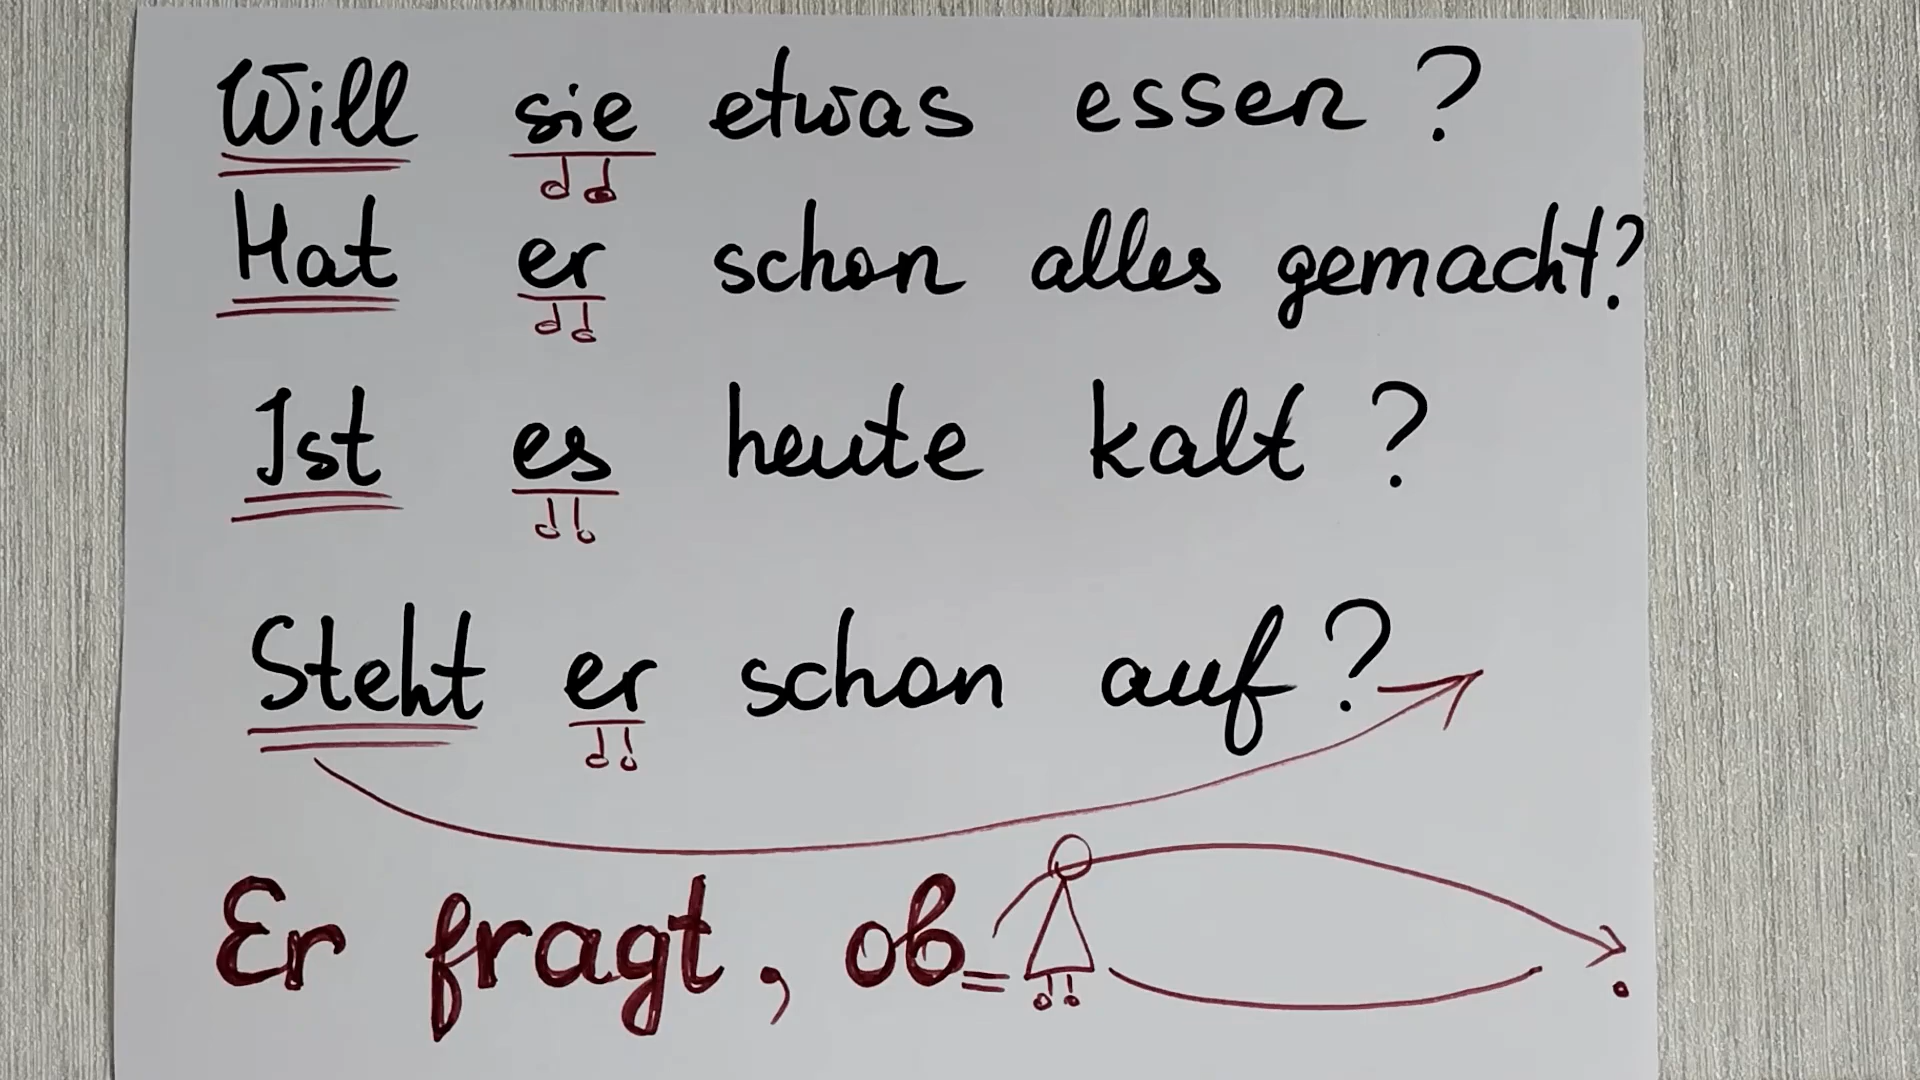 Will sie etwas essen?
Hat er schon alles gemacht?
Ist es heute kalt?
Steht er schon auf?
Er fragt, ob .